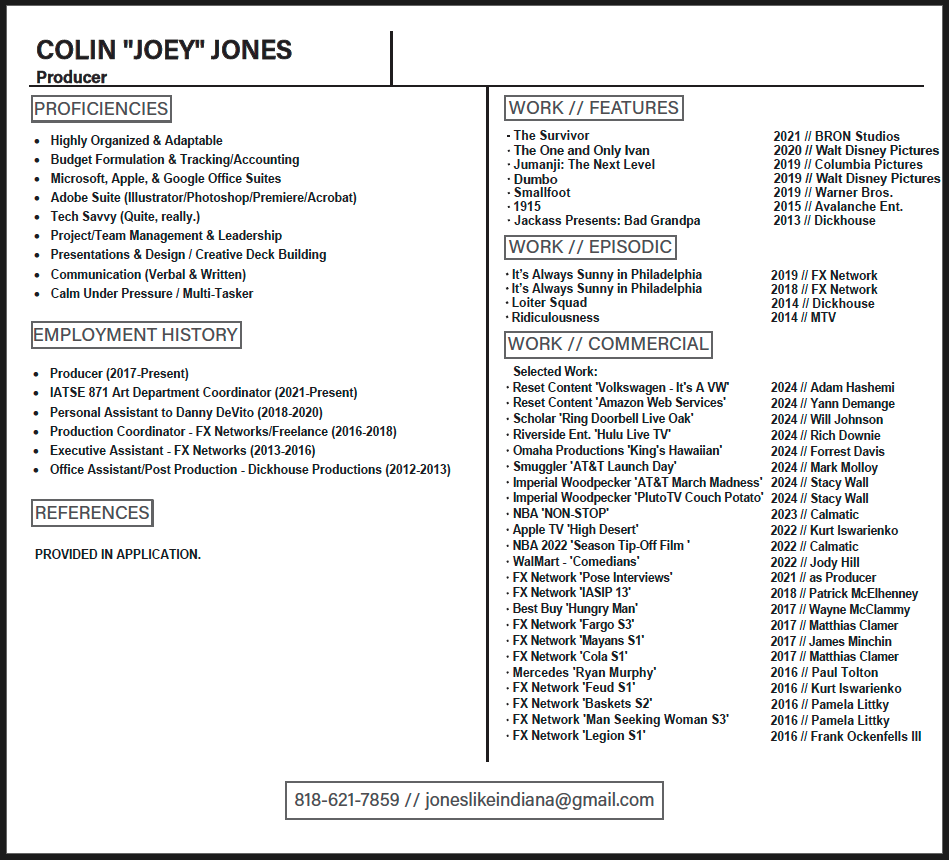 COLIN "JOEY" JONES
Producer
PROFICIENCIES
• Highly Organized & Adaptable
• Budget Formulation & Tracking/Accounting
• Microsoft, Apple, & Google Office Suites
• Adobe Suite (Illustrator/Photoshop/Premiere/Acrobat)
• Tech Savvy (Quite, really.)
• Project/Team Management & Leadership
• Presentations & Design / Creative Deck Building
• Communication (Verbal & Written)
• Calm Under Pressure / Multi-Tasker
EMPLOYMENT HISTORY
• Producer (2017-Present)
• IATSE 871 Art Department Coordinator (2021-Present)
• Personal Assistant to Danny DeVito (2018-2020)
• Production Coordinator - FX Networks/Freelance (2016-2018)
• Executive Assistant - FX Networks (2013-2016)
• Office Assistant/Post Production - Dickhouse Productions (2012-2013)
REFERENCES
PROVIDED IN APPLICATION.
WORK // FEATURES
- The Survivor 2021 // BRON Studios
· The One and Only Ivan 2020 // Walt Disney Pictures
· Jumanji: The Next Level 2019 // Columbia Pictures
· Dumbo 2019 // Walt Disney Pictures
· Smallfoot 2019 // Warner Bros.
· 1915 2015 // Avalanche Ent.
· Jackass Presents: Bad Grandpa 2013 // Dickhouse
WORK // EPISODIC
· It's Always Sunny in Philadelphia 2019 // FX Network
· It's Always Sunny in Philadelphia 2018 // FX Network
· Loiter Squad 2014 // Dickhouse
· Ridiculousness 2014 // MTV
WORK // COMMERCIAL
Selected Work:
· Reset Content 'Volkswagen - It's A VW' 2024 // Adam Hashemi
· Reset Content 'Amazon Web Services' 2024 // Yann Demange
· Scholar 'Ring Doorbell Live Oak' 2024 // Will Johnson
· Riverside Ent. 'Hulu Live TV' 2024 // Rich Downie
· Omaha Productions 'King's Hawaiian' 2024 // Forrest Davis
· Smuggler 'AT&T Launch Day' 2024 // Mark Molloy
· Imperial Woodpecker 'AT&T March Madness' 2024 // Stacy Wall
· Imperial Woodpecker 'PlutoTV Couch Potato' 2024 // Stacy Wall
· NBA 'NON-STOP' 2023 // Calmatic
· Apple TV 'High Desert' 2022 // Kurt Iswarienko
· NBA 2022 'Season Tip-Off Film ' 2022 // Calmatic
· WalMart - 'Comedians' 2022 // Jody Hill
· FX Network 'Pose Interviews' 2021 // as Producer
· FX Network 'IASIP 13' 2018 // Patrick McElhenney
· Best Buy 'Hungry Man' 2017 // Wayne McClammy
· FX Network 'Fargo S3' 2017 // Matthias Clamer
· FX Network 'Mayans S1' 2017 // James Minchin
· FX Network 'Cola S1' 2017 // Matthias Clamer
· Mercedes 'Ryan Murphy' 2016 // Paul Tolton
· FX Network 'Feud S1' 2016 // Kurt Iswarienko
· FX Network 'Baskets S2' 2016 // Pamela Littky
· FX Network 'Man Seeking Woman S3' 2016 // Pamela Littky
· FX Network 'Legion S1' 2016 // Frank Ockenfells III
818-621-7859 // joneslikeindiana@gmail.com